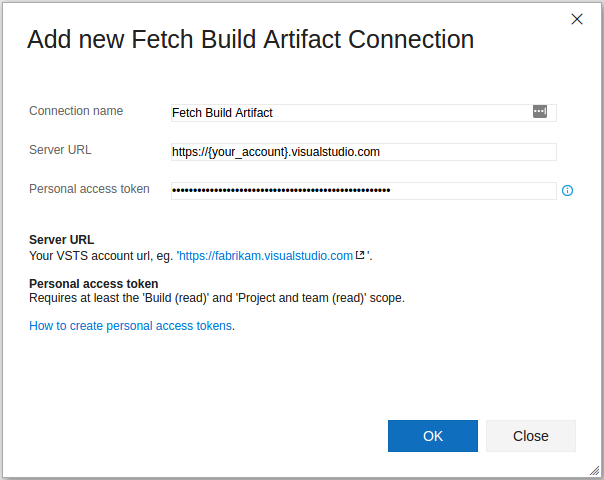 Add new Fetch Build Artifact Connection
Connection name
Fetch Build Artifact
Server URL
https://{your_account}.visualstudio.com
Personal access token
••••••••••••••••••••••••••••••••••••••••••••••••••••
Server URL
Your VSTS account url, eg. 'https://fabrikam.visualstudio.com'.
Personal access token
Requires at least the 'Build (read)' and 'Project and team (read)' scope.
How to create personal access tokens.
OK
Close